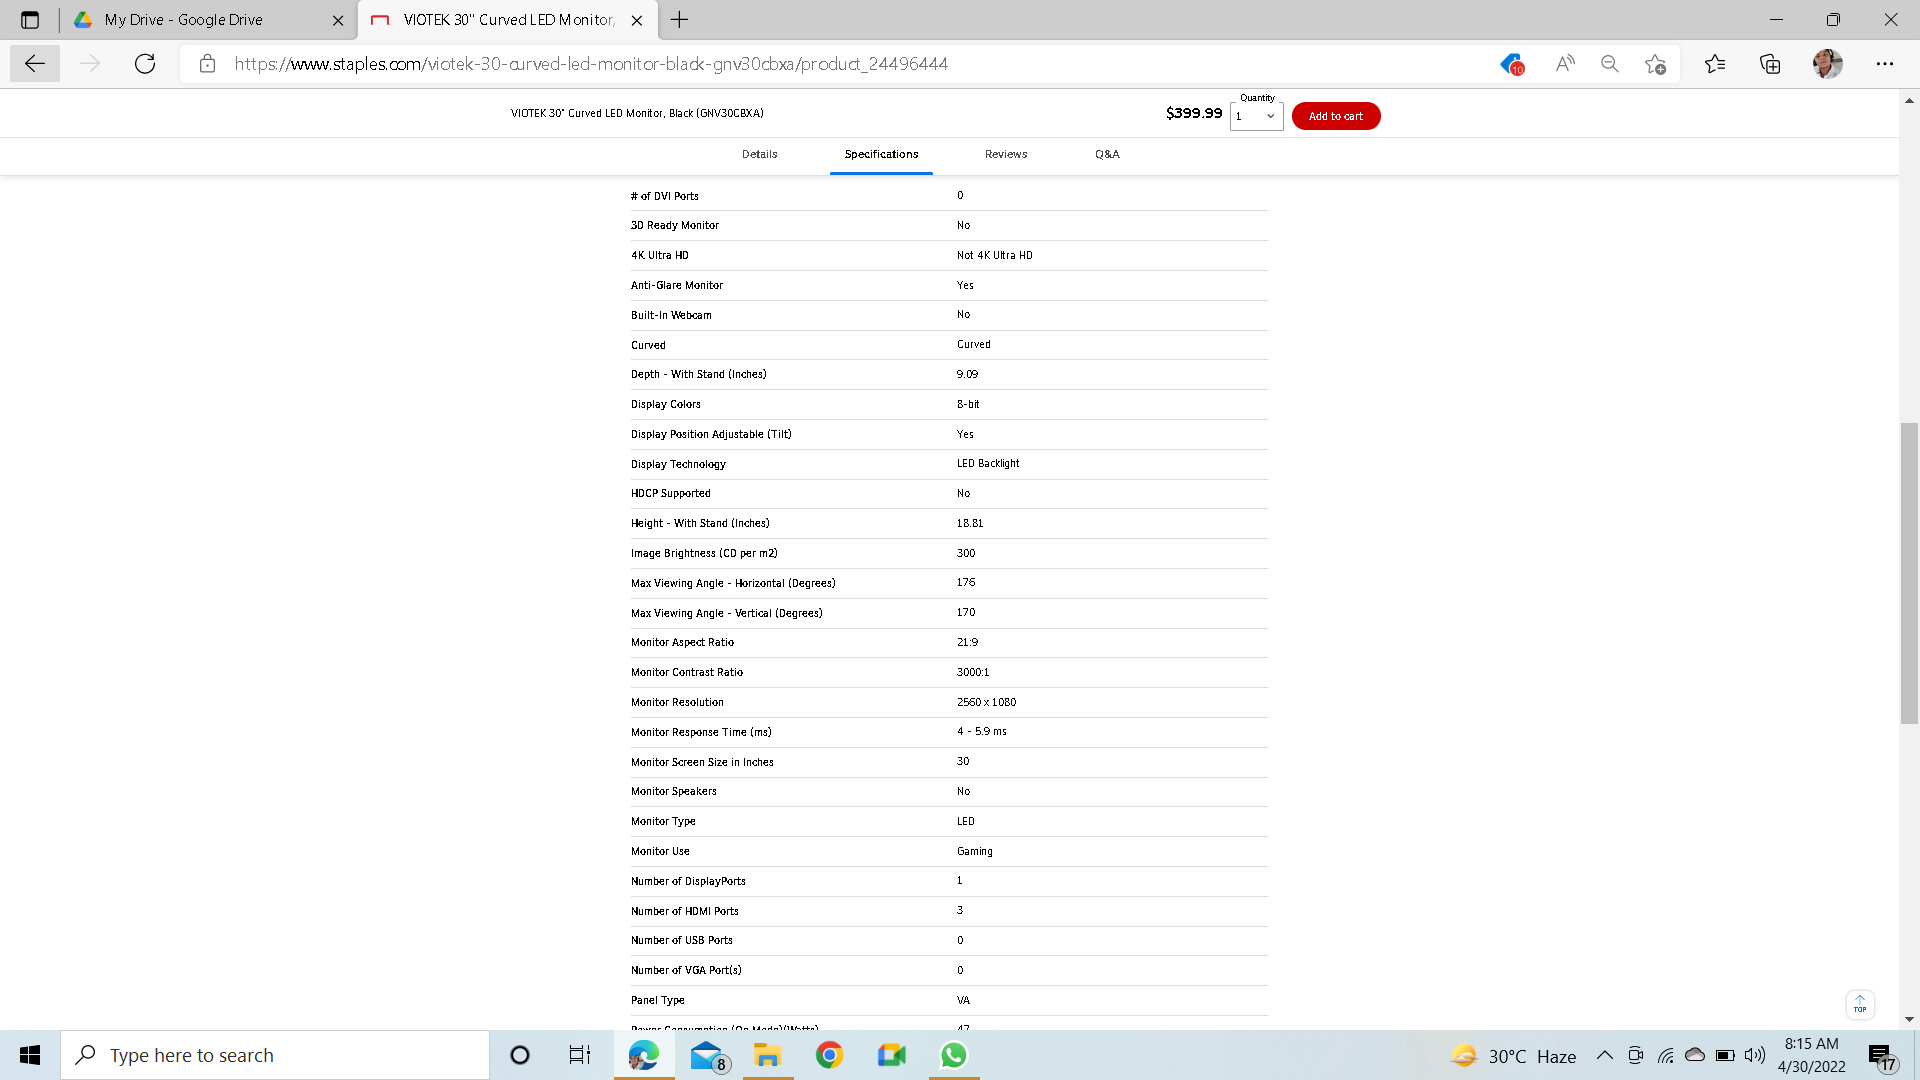 My Drive - Google Drive
VIOTEK 30" Curved LED Monitor,
https://www.staples.com/viotek-30-curved-led-monitor-black-gnv30cbxa/product_24496444
10
VIOTEK 30" Curved LED Monitor, Black (GNV30CBXA)
$399.99
Quantity
1
Add to cart
Details
Specifications
Reviews
Q&A
# of DVI Ports 0
3D Ready Monitor No
4K Ultra HD Not 4K Ultra HD
Anti-Glare Monitor Yes
Built-In Webcam No
Curved Curved
Depth - With Stand (Inches) 9.09
Display Colors 8-bit
Display Position Adjustable (Tilt) Yes
Display Technology LED Backlight
HDCP Supported No
Height - With Stand (Inches) 18.81
Image Brightness (CD per m2) 300
Max Viewing Angle - Horizontal (Degrees) 176
Max Viewing Angle - Vertical (Degrees) 170
Monitor Aspect Ratio 21:9
Monitor Contrast Ratio 3000:1
Monitor Resolution 2560 x 1080
Monitor Response Time (ms) 4 - 5.9 ms
Monitor Screen Size in Inches 30
Monitor Speakers No
Monitor Type LED
Monitor Use Gaming
Number of DisplayPorts 1
Number of HDMI Ports 3
Number of USB Ports 0
Number of VGA Port(s) 0
Panel Type VA
Power Consumption (On Mode)(Watts) 47
TOP
Type here to search
8
30°C Haze
8:15 AM
4/30/2022
17